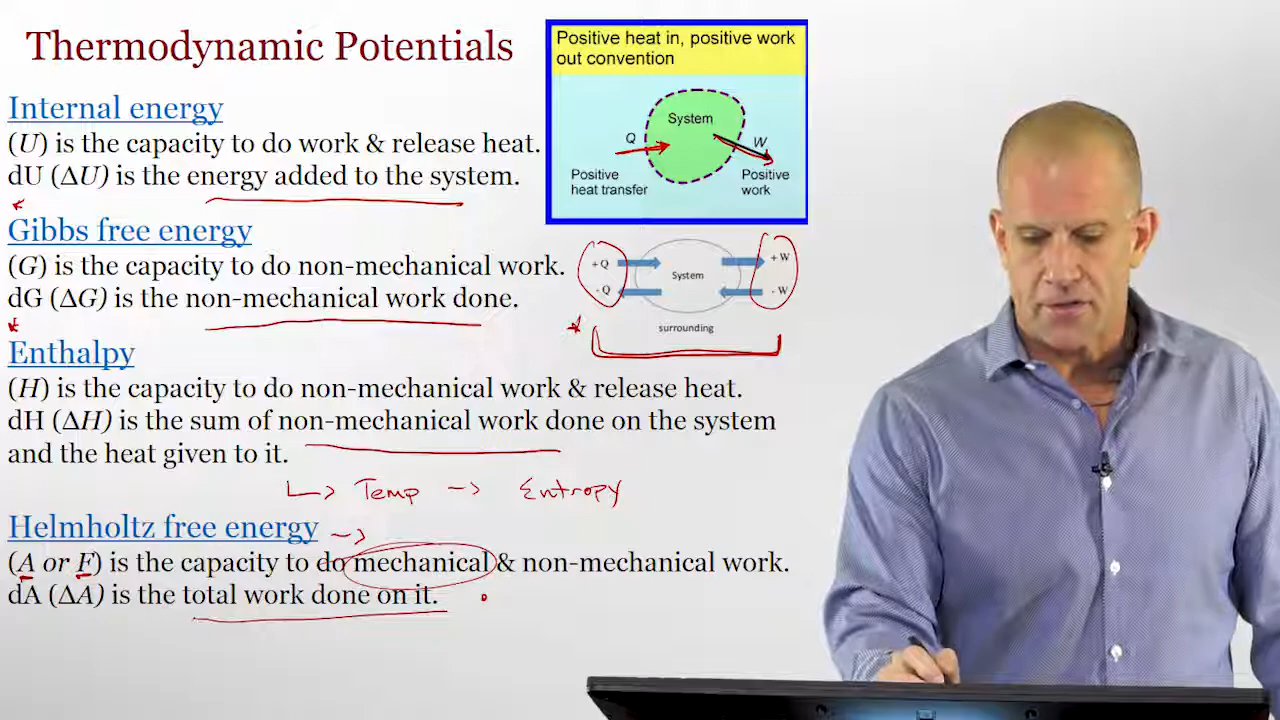 Thermodynamic Potentials
Internal energy
(U) is the capacity to do work & release heat.
dU (ΔU) is the energy added to the system.
Gibbs free energy
(G) is the capacity to do non-mechanical work.
dG (ΔG) is the non-mechanical work done.
Enthalpy
(H) is the capacity to do non-mechanical work & release heat.
dH (ΔH) is the sum of non-mechanical work done on the system
and the heat given to it.
↳ Temp → Entropy
Helmholtz free energy →
(A or F) is the capacity to do mechanical & non-mechanical work.
dA (ΔA) is the total work done on it.
Positive heat in, positive work
out convention
System
Q
W
Positive
heat transfer
Positive
work
+Q
+W
System
-Q
-W
surrounding